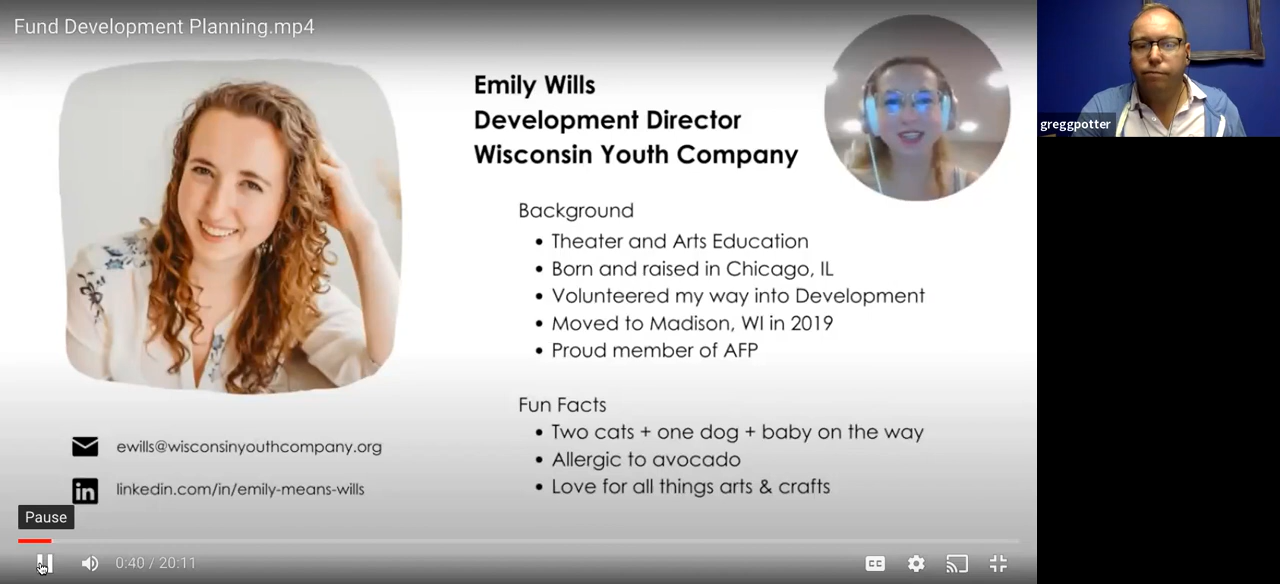 Fund Development Planning.mp4
Emily Wills
Development Director
Wisconsin Youth Company
Background
• Theater and Arts Education
• Born and raised in Chicago, IL
• Volunteered my way into Development
• Moved to Madison, WI in 2019
• Proud member of AFP
Fun Facts
• Two cats + one dog + baby on the way
• Allergic to avocado
• Love for all things arts & crafts
ewills@wisconsinyouthcompany.org
in linkedin.com/in/emily-means-wills
Pause
0:40 / 20:11
CC
greggpotter